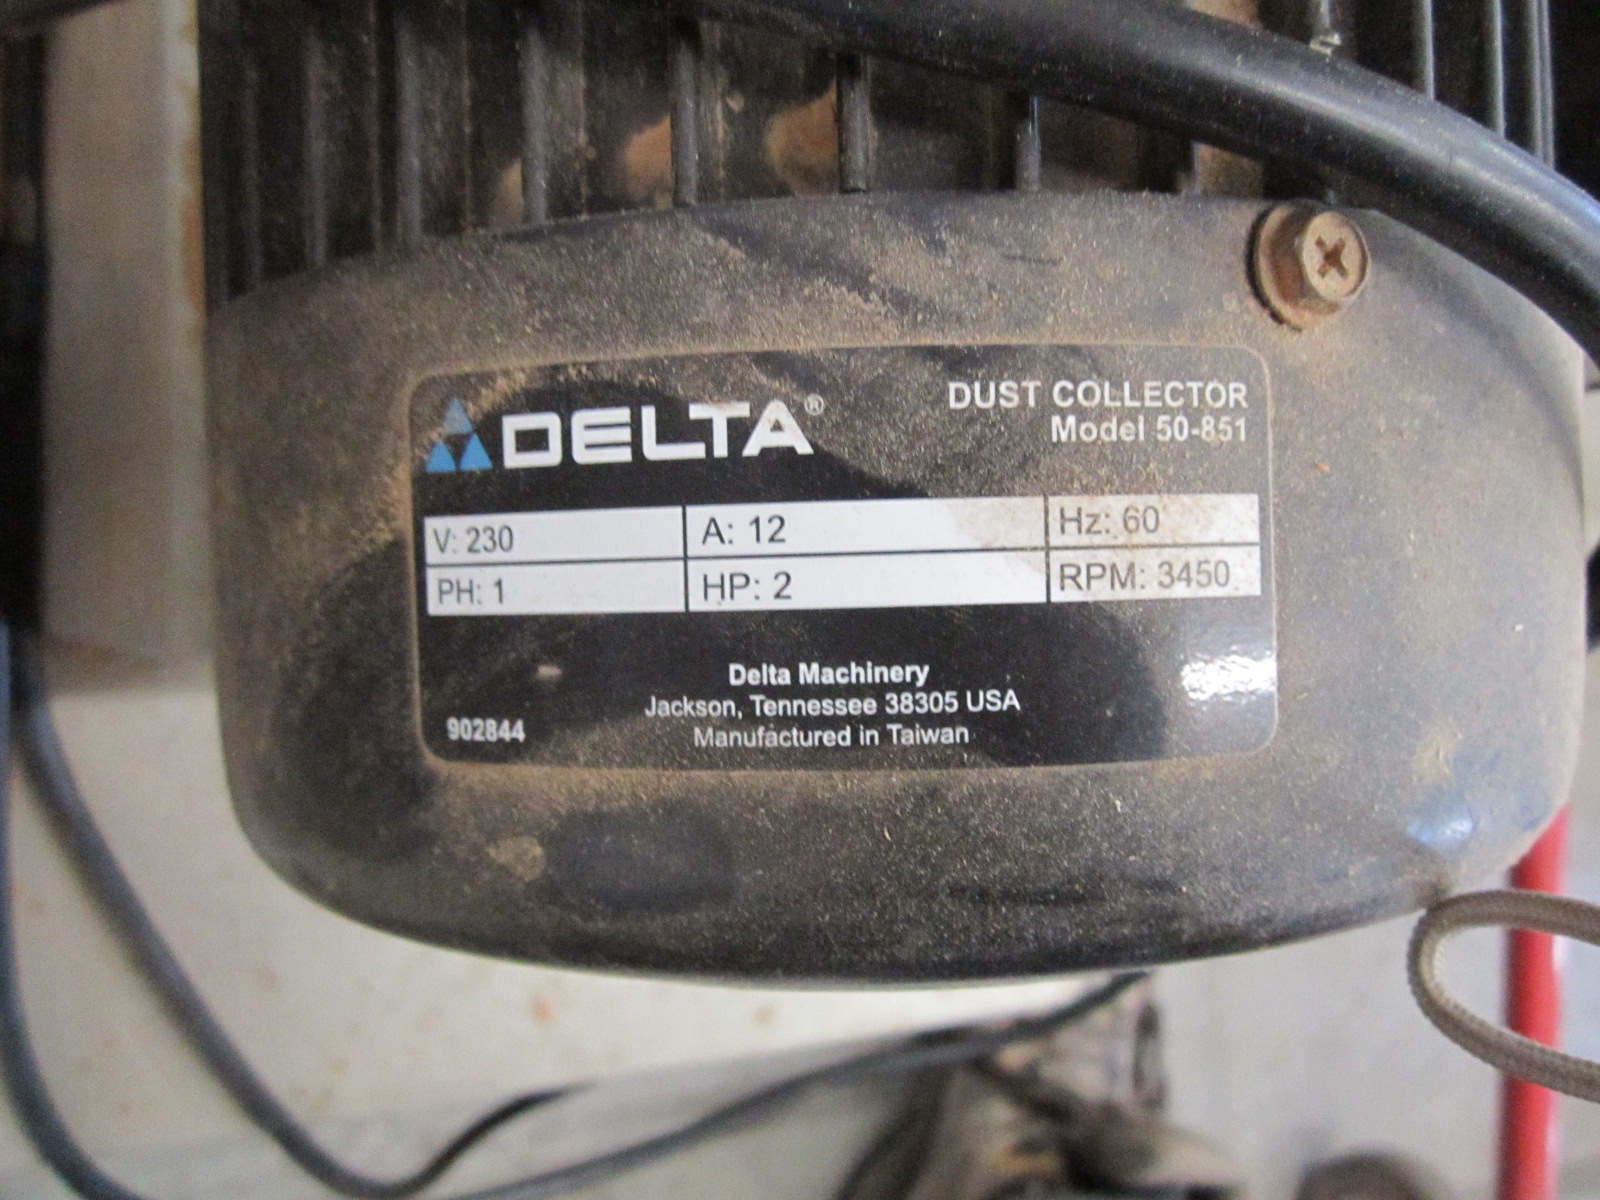 DELTA®
DUST COLLECTOR
Model 50-851
V: 230 A: 12 Hz: 60
PH: 1 HP: 2 RPM: 3450
Delta Machinery
Jackson, Tennessee 38305 USA
Manufactured in Taiwan
902844